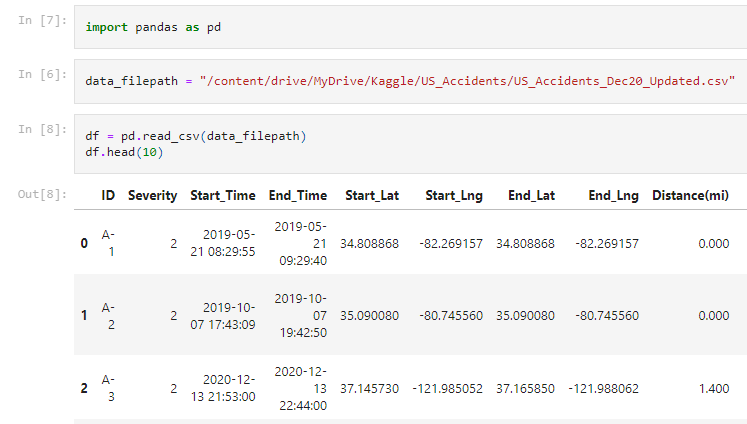 In [7]: import pandas as pd
In [6]: data_filepath = "/content/drive/MyDrive/Kaggle/US_Accidents/US_Accidents_Dec20_Updated.csv"
In [8]: df = pd.read_csv(data_filepath)
df.head(10)
Out[8]: ID Severity Start_Time End_Time Start_Lat Start_Lng End_Lat End_Lng Distance(mi)
0 A-1 2 2019-05-21 08:29:55 2019-05-21 09:29:40 34.808868 -82.269157 34.808868 -82.269157 0.000
1 A-2 2 2019-10-07 17:43:09 2019-10-07 19:42:50 35.090080 -80.745560 35.090080 -80.745560 0.000
2 A-3 2 2020-12-13 21:53:00 2020-12-13 22:44:00 37.145730 -121.985052 37.165850 -121.988062 1.400